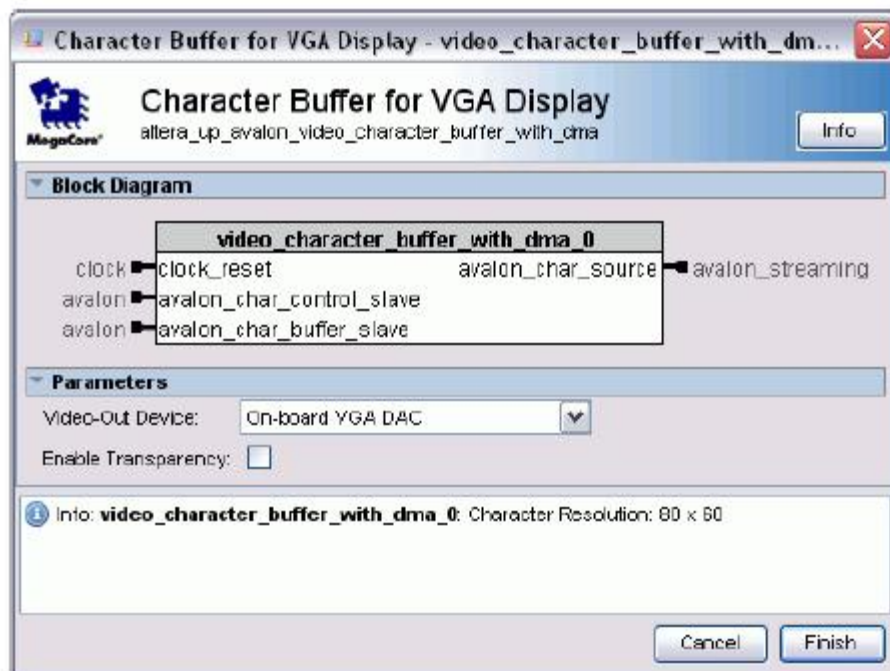 Character Buffer for VGA Display - video_character_buffer_with_dm...
Character Buffer for VGA Display
altera_up_avalon_video_character_buffer_with_dma
MegaCore®
Info
Block Diagram
video_character_buffer_with_dma_0
clock clock_reset avalon_char_source avalon_streaming
avalon avalon_char_control_slave
avalon avalon_char_buffer_slave
Parameters
Video-Out Device: On-board VGA DAC
Enable Transparency:
Info: video_character_buffer_with_dma_0: Character Resolution: 80 x 60
Cancel Finish